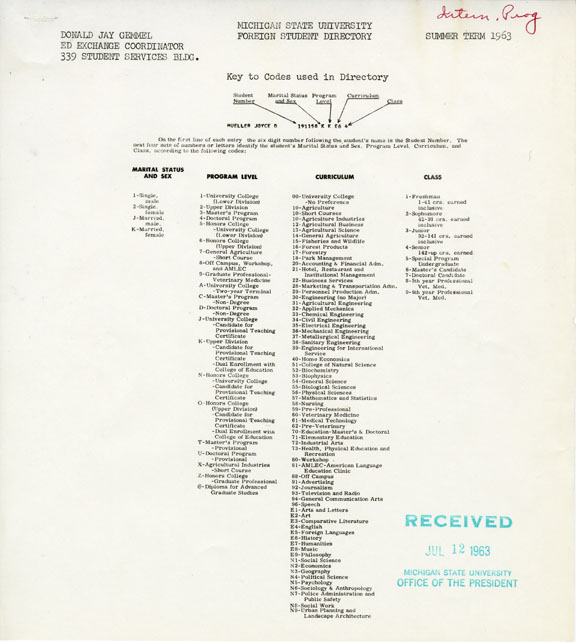 Intern. Prog
DONALD JAY GEMMEL
ED EXCHANGE COORDINATOR
339 STUDENT SERVICES BLDG.
MICHIGAN STATE UNIVERSITY
FOREIGN STUDENT DIRECTORY
SUMMER TERM 1963
Key to Codes used in Directory
Student Number
Marital Status and Sex
Program Level
Curriculum
Class
MUELLER JOYCE D 191150 K K E6 4
On the first line of each entry the six digit number following the student's name is the Student Number. The
next four sets of numbers or letters identify the student's Marital Status and Sex, Program Level, Curriculum, and
Class, according to the following codes:
MARITAL STATUS
AND SEX
1-Single,
male
2-Single,
female
J-Married,
male
K-Married,
female
PROGRAM LEVEL
1-University College
(Lower Division)
2-Upper Division
3-Master's Program
4-Doctoral Program
5-Honors College
-University College
(Lower Division)
6-Honors College
(Upper Division)
7-General Agriculture
-Short Course
8-Off Campus, Workshop,
and AMLEC
9-Graduate Professional-
Veterinary Medicine
A-University College
-Two-year Terminal
C-Master's Program
-Non-Degree
D-Doctoral Program
-Non-Degree
J-University College
-Candidate for
Provisional Teaching
Certificate
K-Upper Division
-Candidate for
Provisional Teaching
Certificate
-Dual Enrollment with
College of Education
N-Honors College
-University College
-Candidate for
Provisional Teaching
Certificate
O-Honors College
(Upper Division)
-Candidate for
Provisional Teaching
Certificate
-Dual Enrollment with
College of Education
T-Master's Program
-Provisional
U-Doctoral Program
-Provisional
X-Agricultural Industries
-Short Course
Z-Honors College
-Graduate Professional
@-Diploma for Advanced
Graduate Studies
CURRICULUM
00-University College
-No Preference
10-Agriculture
10-Short Courses
10-Agriculture Industries
12-Agricultural Business
13-Agricultural Science
14-General Agriculture
15-Fisheries and Wildlife
16-Forest Products
17-Forestry
18-Park Management
20-Accounting & Financial Adm.
21-Hotel, Restaurant and
Institutional Management
22-Business Services
28-Marketing & Transportation Adm.
29-Personnel Production Adm.
30-Engineering (no Major)
31-Agricultural Engineering
32-Applied Mechanics
33-Chemical Engineering
34-Civil Engineering
35-Electrical Engineering
36-Mechanical Engineering
37-Metallurgical Engineering
38-Sanitary Engineering
39-Engineering for International
Service
40-Home Economics
51-College of Natural Science
52-Biochemistry
53-Biophysics
54-General Science
55-Biological Sciences
56-Physical Sciences
57-Mathematics and Statistics
58-Nursing
59-Pre-Professional
60-Veterinary Medicine
61-Medical Technology
62-Pre-Veterinary
70-Education-Master's & Doctoral
71-Elementary Education
72-Industrial Arts
73-Health, Physical Education and
Recreation
80-Workshop
81-AMLEC-American Language
Education Clinic
88-Off Campus
91-Advertising
92-Journalism
93-Television and Radio
94-General Communication Arts
96-Speech
E1-Arts and Letters
E2-Art
E3-Comparative Literature
E4-English
E5-Foreign Languages
E6-History
E7-Humanities
E8-Music
E9-Philosophy
N1-Social Science
N2-Economics
N3-Geography
N4-Political Science
N5-Psychology
N6-Sociology & Anthropology
N7-Police Administration and
Public Safety
N8-Social Work
N9-Urban Planning and
Landscape Architecture
CLASS
1-Freshman
1-41 crs. earned
inclusive
2-Sophomore
inclusive
3-Junior
92-141 crs. earned
inclusive
4-Senior
142-up crs. earned
5-Special Program
Undergraduate
6-Master's Candidate
7-Doctoral Candidate
8-5th year Professional
Vet. Med.
9-6th year Professional
Vet. Med.
RECEIVED
JUL 12 1963
MICHIGAN STATE UNIVERSITY
OFFICE OF THE PRESIDENT